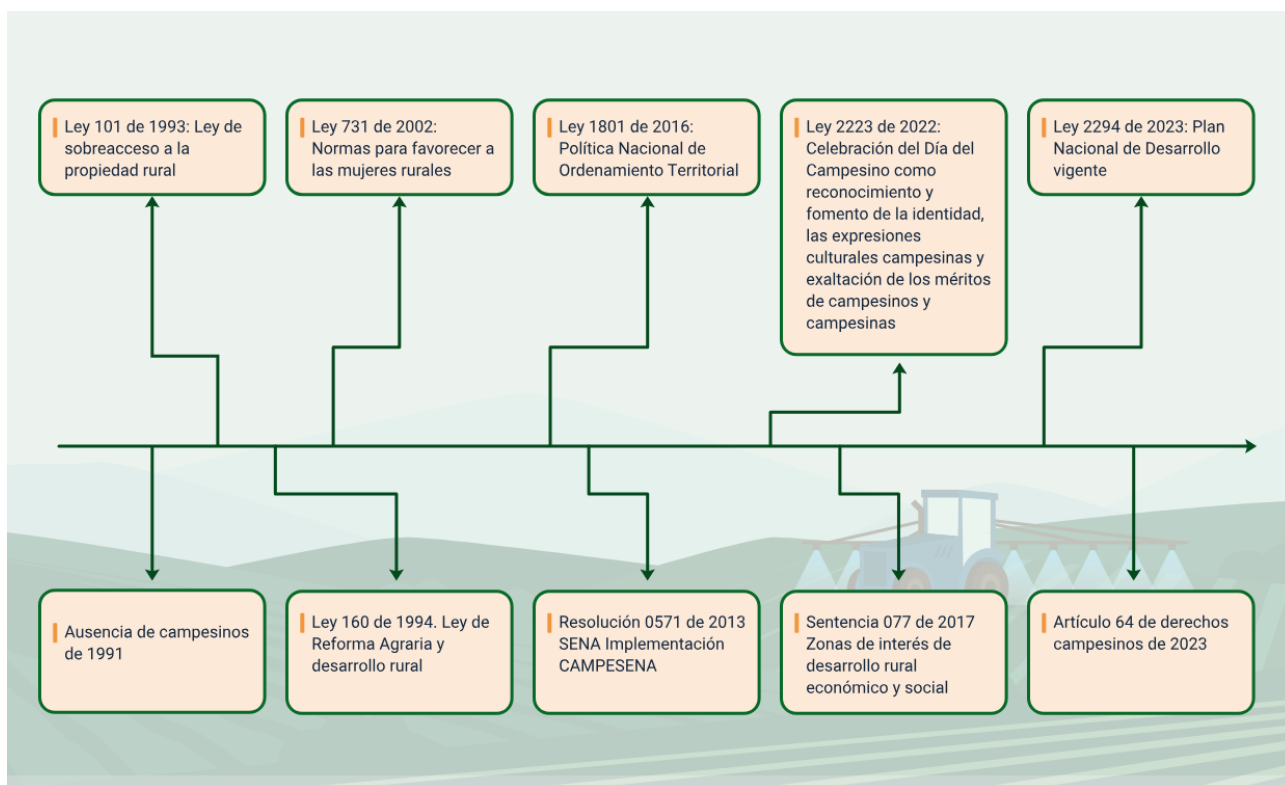 Ley 101 de 1993: Ley de
sobreacceso a la
propiedad rural
Ley 731 de 2002:
Normas para favorecer a
las mujeres rurales
Ley 1801 de 2016:
Política Nacional de
Ordenamiento Territorial
Ley 2223 de 2022:
Celebración del Día del
Campesino como
reconocimiento y
fomento de la identidad,
las expresiones
culturales campesinas y
exaltación de los méritos
de campesinos y
campesinas
Ley 2294 de 2023: Plan
Nacional de Desarrollo
vigente
Ausencia de campesinos
de 1991
Ley 160 de 1994. Ley de
Reforma Agraria y
desarrollo rural
Resolución 0571 de 2013
SENA Implementación
CAMPESENA
Sentencia 077 de 2017
Zonas de interés de
desarrollo rural
económico y social
Artículo 64 de derechos
campesinos de 2023